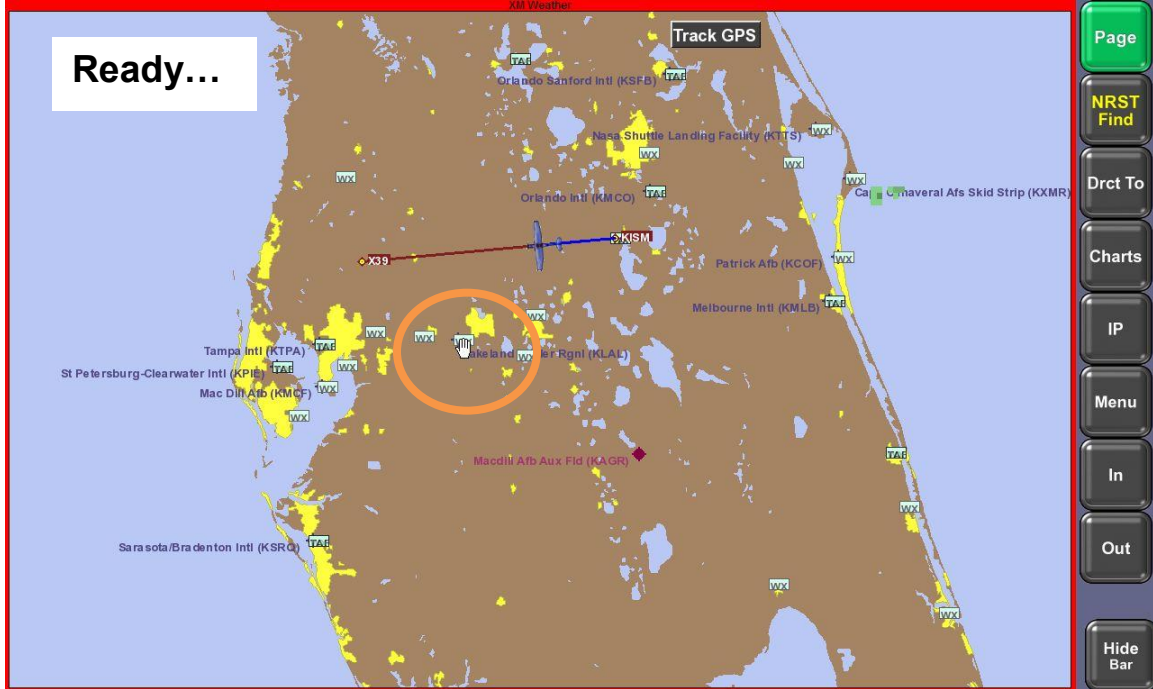 XM Weather
Ready…
Track GPS
TAF
Orlando Sanford Intl (KSFB)
TAF
Nasa Shuttle Landing Facility (KTTS)
WX
WX
WX
WX
WX
Orlando Intl (KMCO)
TAF
(KXMR)
Afs Skid Strip
KISM
X39
Patrick Afb (KCOF)
WX
Melbourne Intl (KMLB)
TAF
WX
WX
WX
Tampa Intl (KTPA)
TAF
Rgnl (KLAL)
WX
St Petersburg-Clearwater Intl (KPIE)
TAF
WX
Mac Dill Afb (KMCF)
WX
WX
Macdill Afb Aux Fld (KAGR)
TAF
WX
Sarasota/Bradenton Intl (KSRQ)
TAF
WX
WX
Page
NRST
Find
Drct To
Charts
IP
Menu
In
Out
Hide
Bar